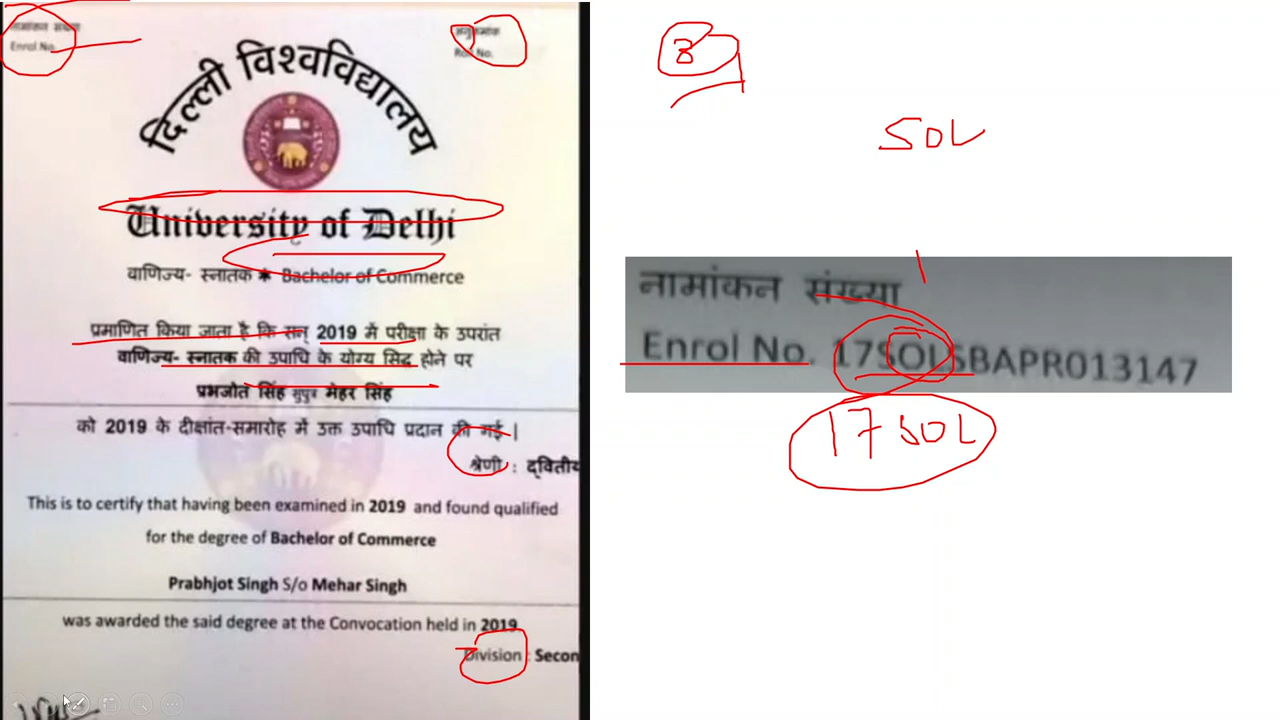 नामांकन संख्या
Enrol No.
अनुक्रमांक
Roll No.
दिल्ली विश्वविद्यालय
University of Delhi
वाणिज्य- स्नातक ✶ Bachelor of Commerce
प्रमाणित किया जाता है कि सन् 2019 में परीक्षा के उपरांत
वाणिज्य- स्नातक की उपाधि के योग्य सिद्ध होने पर
प्रभजोत सिंह सुपुत्र मेहर सिंह
को 2019 के दीक्षांत-समारोह में उक्त उपाधि प्रदान की गई |
श्रेणी : द्वितीय
This is to certify that having been examined in 2019 and found qualified
for the degree of Bachelor of Commerce
Prabhjot Singh S/o Mehar Singh
was awarded the said degree at the Convocation held in 2019
Division : Secon
8
SOL
नामांकन संख्या
Enrol No. 17SOLSBAPR013147
17 SOL